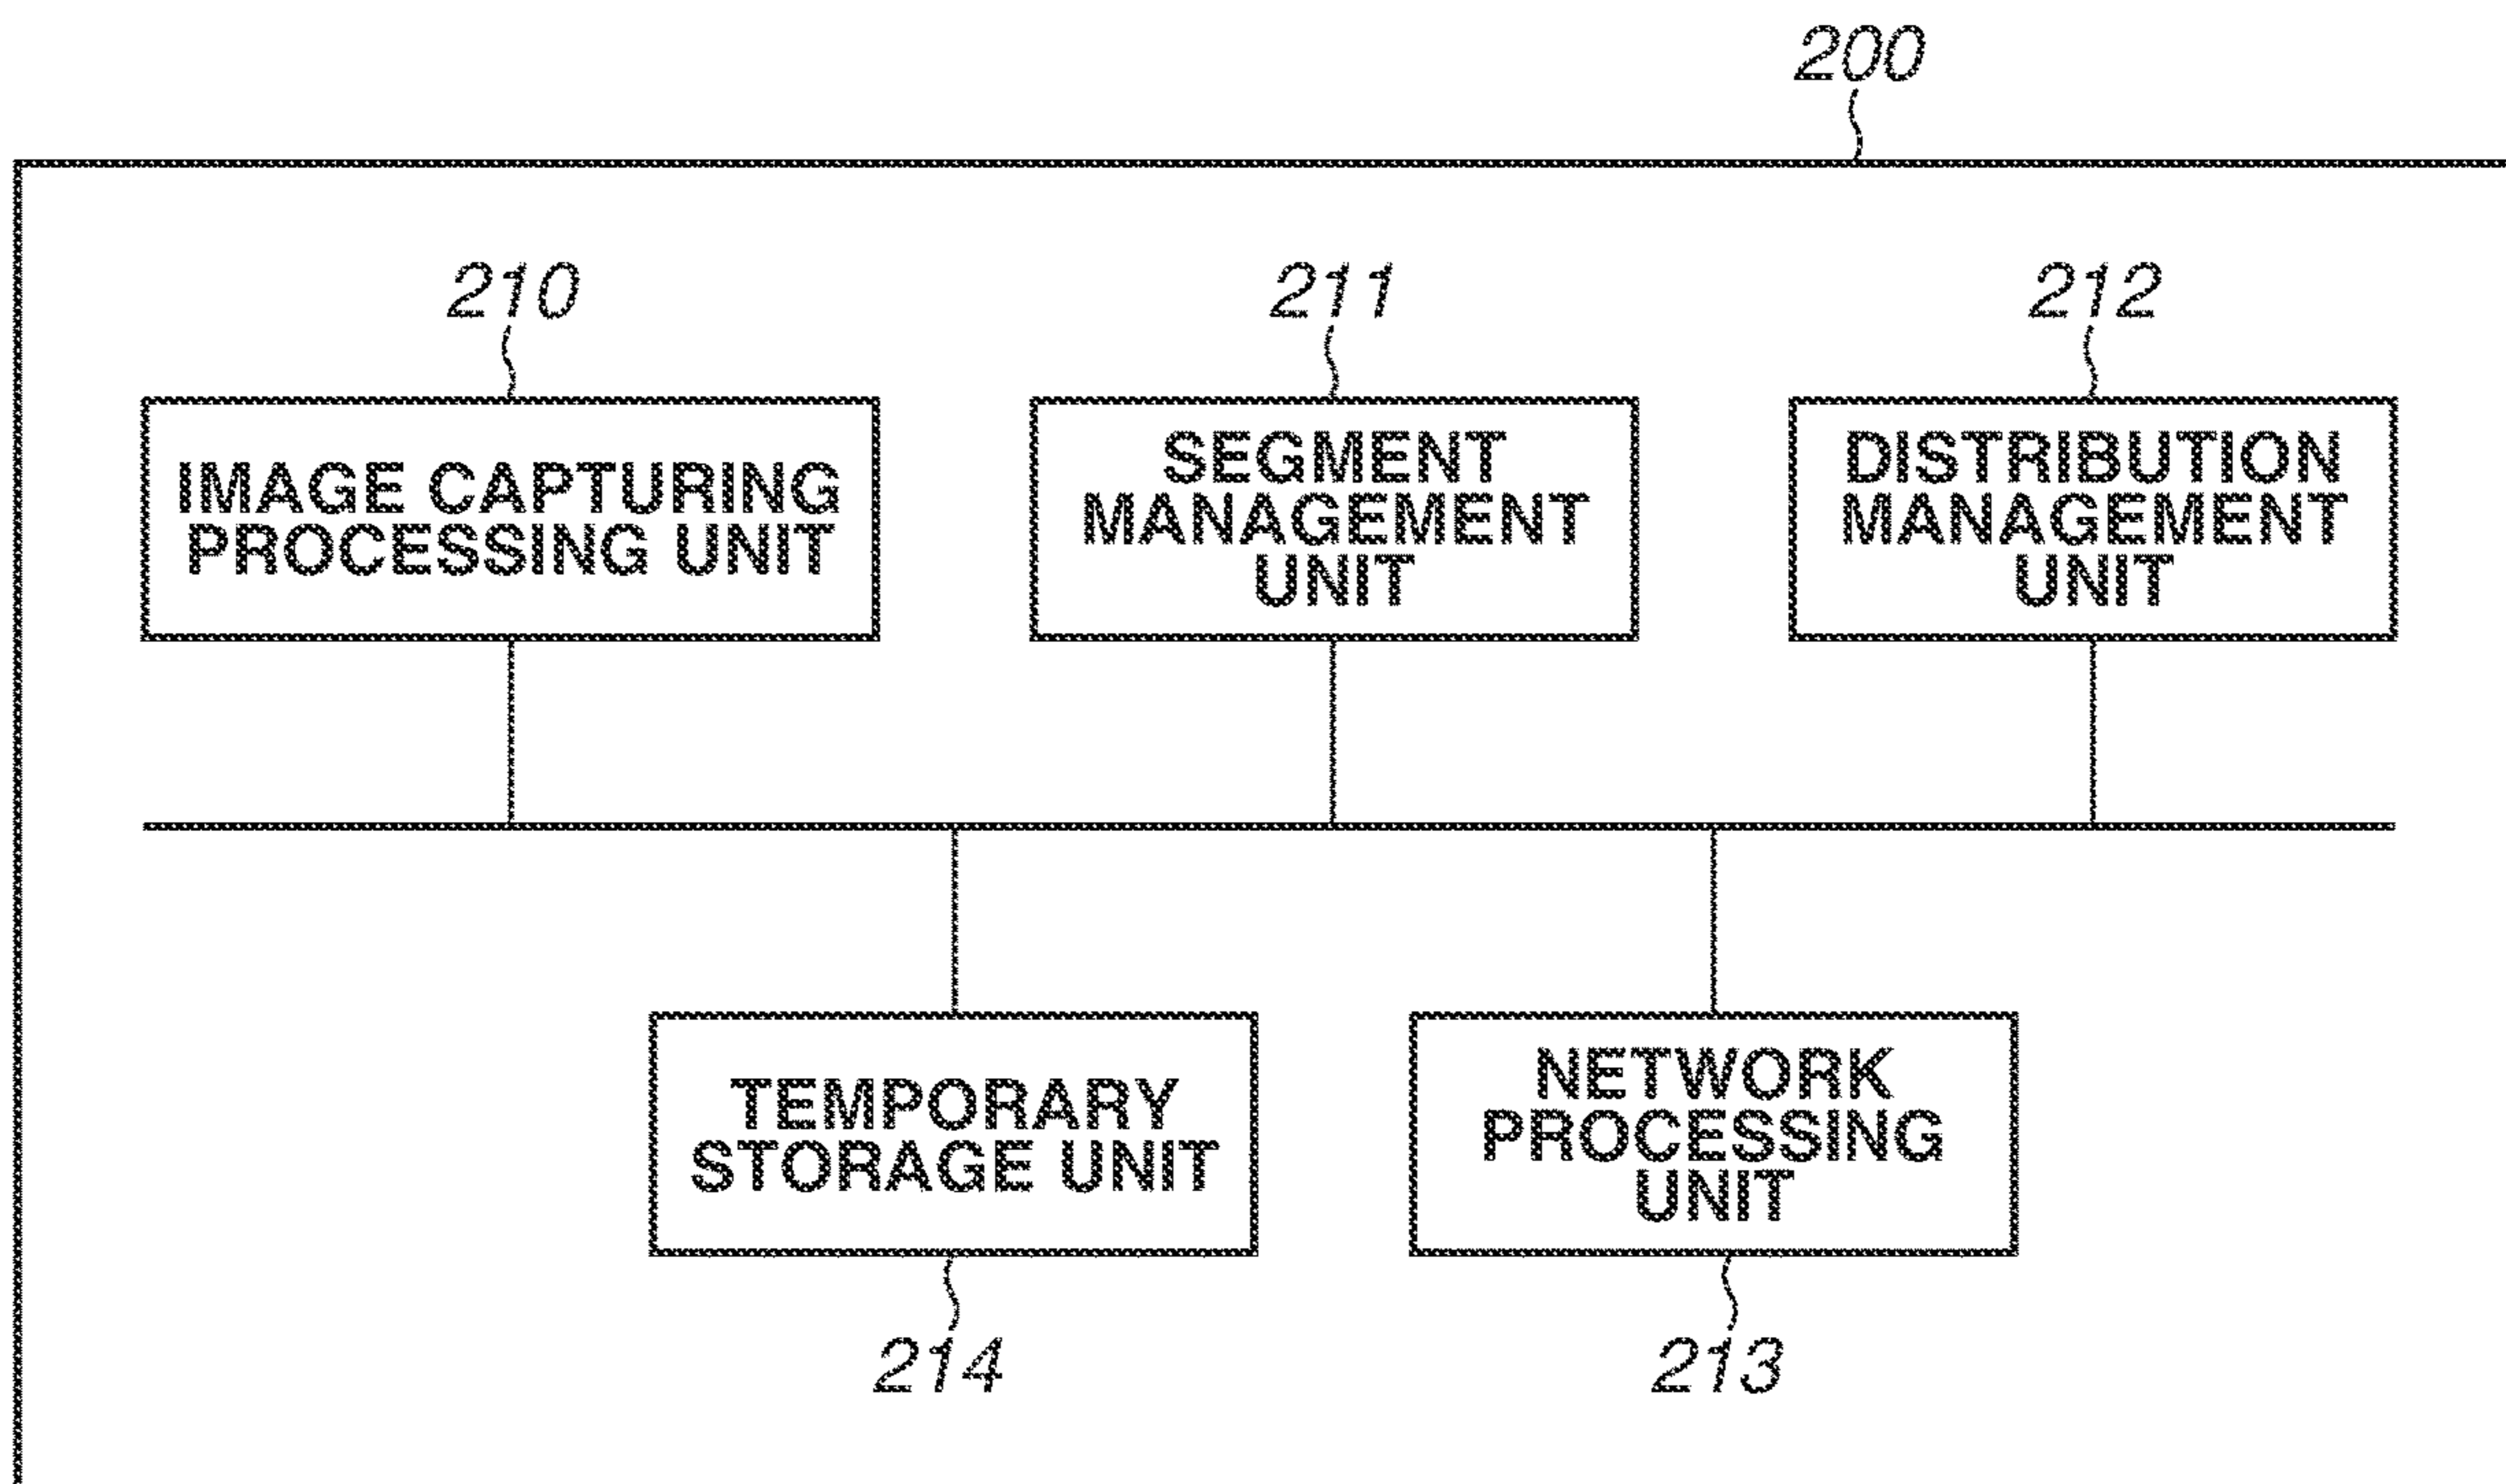 200
210
211
212
IMAGE CAPTURING
PROCESSING UNIT
SEGMENT
MANAGEMENT
UNIT
DISTRIBUTION
MANAGEMENT
UNIT
TEMPORARY
STORAGE UNIT
NETWORK
PROCESSING
UNIT
214
213